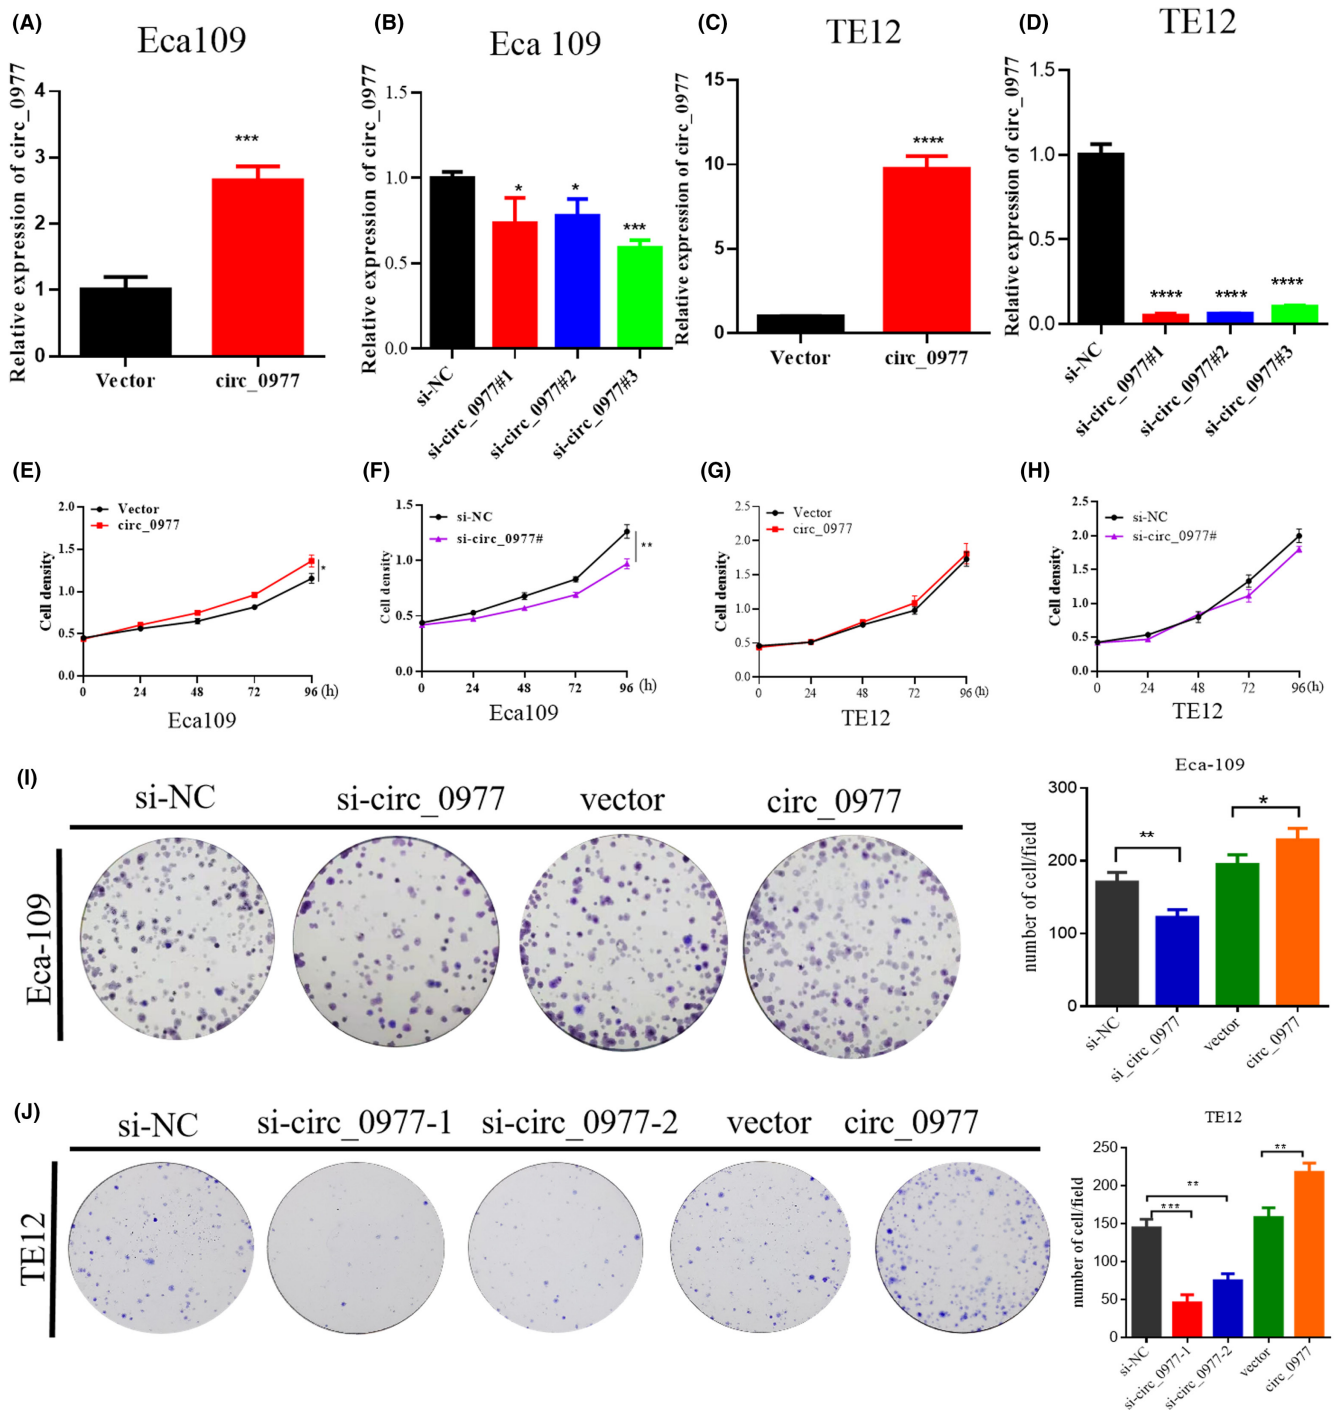 (A)
Eca109
Relative expression of circ_0977
4
3
2
1
0
***
Vector
circ_0977
(B)
Eca 109
Relative expression of circ_0977
1.5
1.0
0.5
0.0
*
*
***
si-NC
si-circ_0977#1
si-circ_0977#2
si-circ_0977#3
(C)
TE12
Relative expression of circ_0977
15
10
5
0
****
Vector
circ_0977
(D)
TE12
Relative expression of circ_0977
1.5
1.0
0.5
0.0
****
****
****
si-NC
si-circ_0977#1
si-circ_0977#2
si-circ_0977#3
(E)
Cell density
2.0
1.5
1.0
0.5
0.0
Vector
circ_0977
*
0 24 48 72 96 (h)
Eca109
(F)
Cell density
1.5
1.0
0.5
0.0
si-NC
si-circ_0977#
**
0 24 48 72 96 (h)
Eca109
(G)
Cell density
2.5
2.0
1.5
1.0
0.5
0.0
Vector
circ_0977
0 24 48 72 96 (h)
TE12
(H)
Cell density
2.5
2.0
1.5
1.0
0.5
0.0
si-NC
si-circ_0977#
0 24 48 72 96(h)
TE12
(I)
si-NC si-circ_0977 vector circ_0977
Eca-109
Eca-109
number of cell/field
300
200
100
0
**
*
si-NC
si_circ_0977
vector
circ_0977
(J)
si-NC si-circ_0977-1 si-circ_0977-2 vector circ_0977
TE12
TE12
number of cell/field
250
200
150
100
50
0
***
**
**
si-NC
si-circ_0977-1
si-circ_0977-2
vector
circ_0977